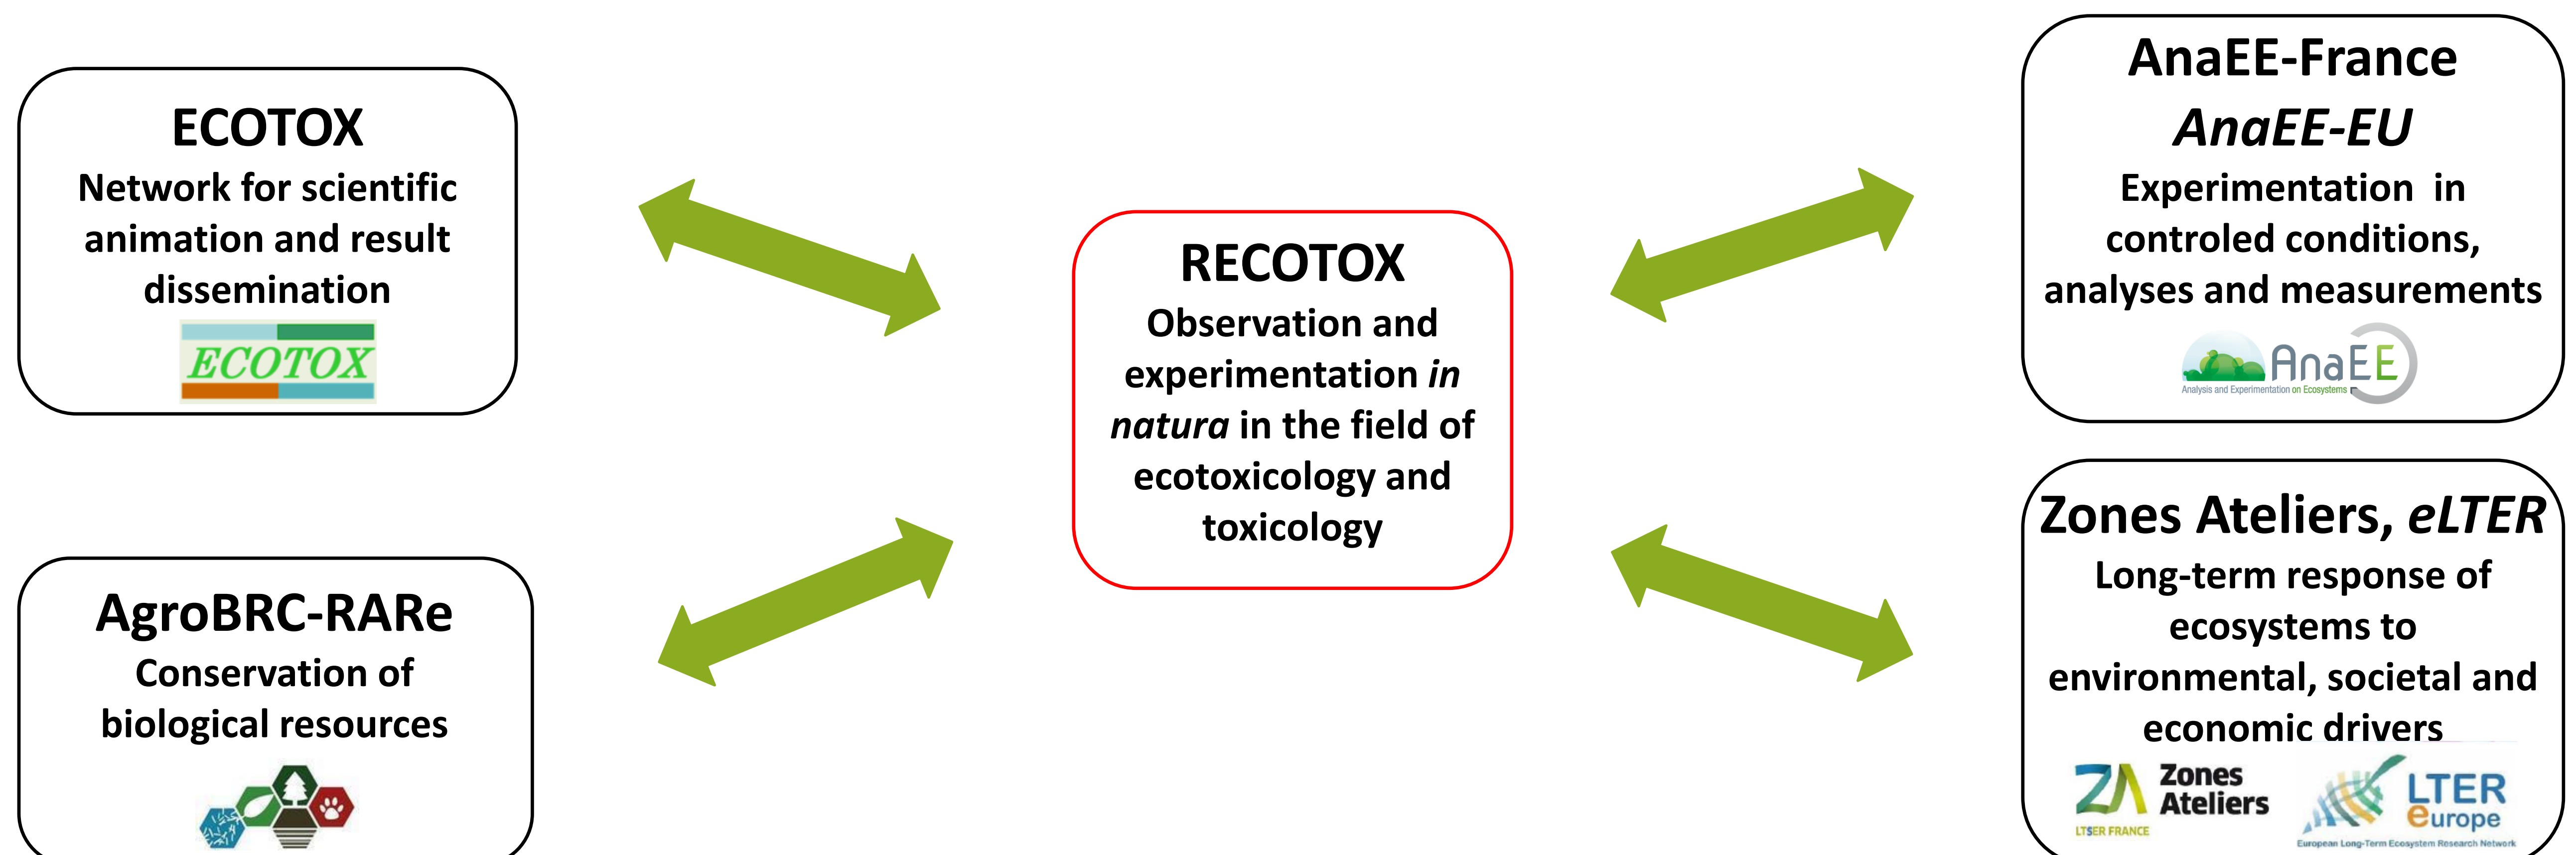 ECOTOX
Network for scientific
animation and result
dissemination
ECOTOX
AgroBRC-RARe
Conservation of
biological resources
RECOTOX
Observation and
experimentation in
natura in the field of
ecotoxicology and
toxicology
AnaEE-France
AnaEE-EU
Experimentation in
controled conditions,
analyses and measurements
AnaEE
Analysis and Experimentation on Ecosystems
Zones Ateliers, eLTER
Long-term response of
ecosystems to
environmental, societal and
economic drivers
ZA Zones
Ateliers
LTSER FRANCE
LTER
europe
European Long-Term Ecosystem Research Network